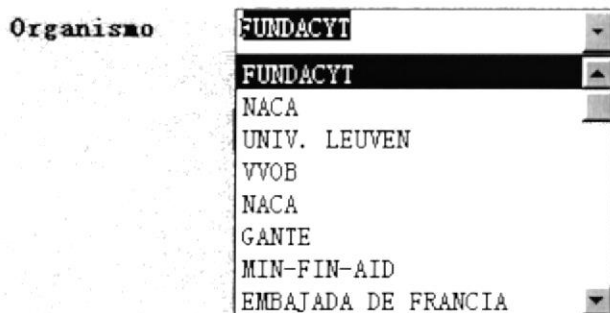 Organismo FUNDACYT
FUNDACYT
NACA
UNIV. LEUVEN
VVOB
NACA
GANTE
MIN-FIN-AID
EMBAJADA DE FRANCIA